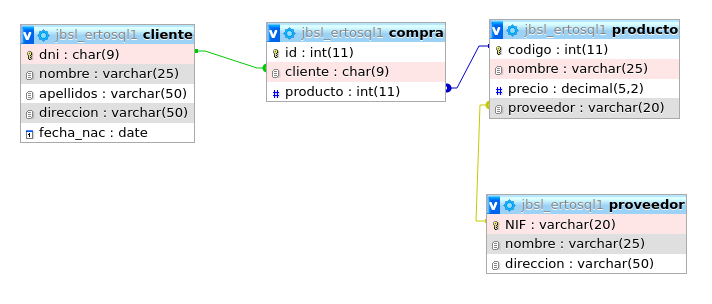 v jbsl_ertosql1 cliente
dni : char(9)
nombre : varchar(25)
apellidos : varchar(50)
direccion : varchar(50)
fecha_nac : date
v jbsl_ertosql1 compra
id : int(11)
cliente : char(9)
# producto : int(11)
v jbsl_ertosql1 producto
codigo : int(11)
nombre : varchar(25)
# precio : decimal(5,2)
proveedor : varchar(20)
v jbsl_ertosql1 proveedor
NIF : varchar(20)
nombre : varchar(25)
direccion : varchar(50)